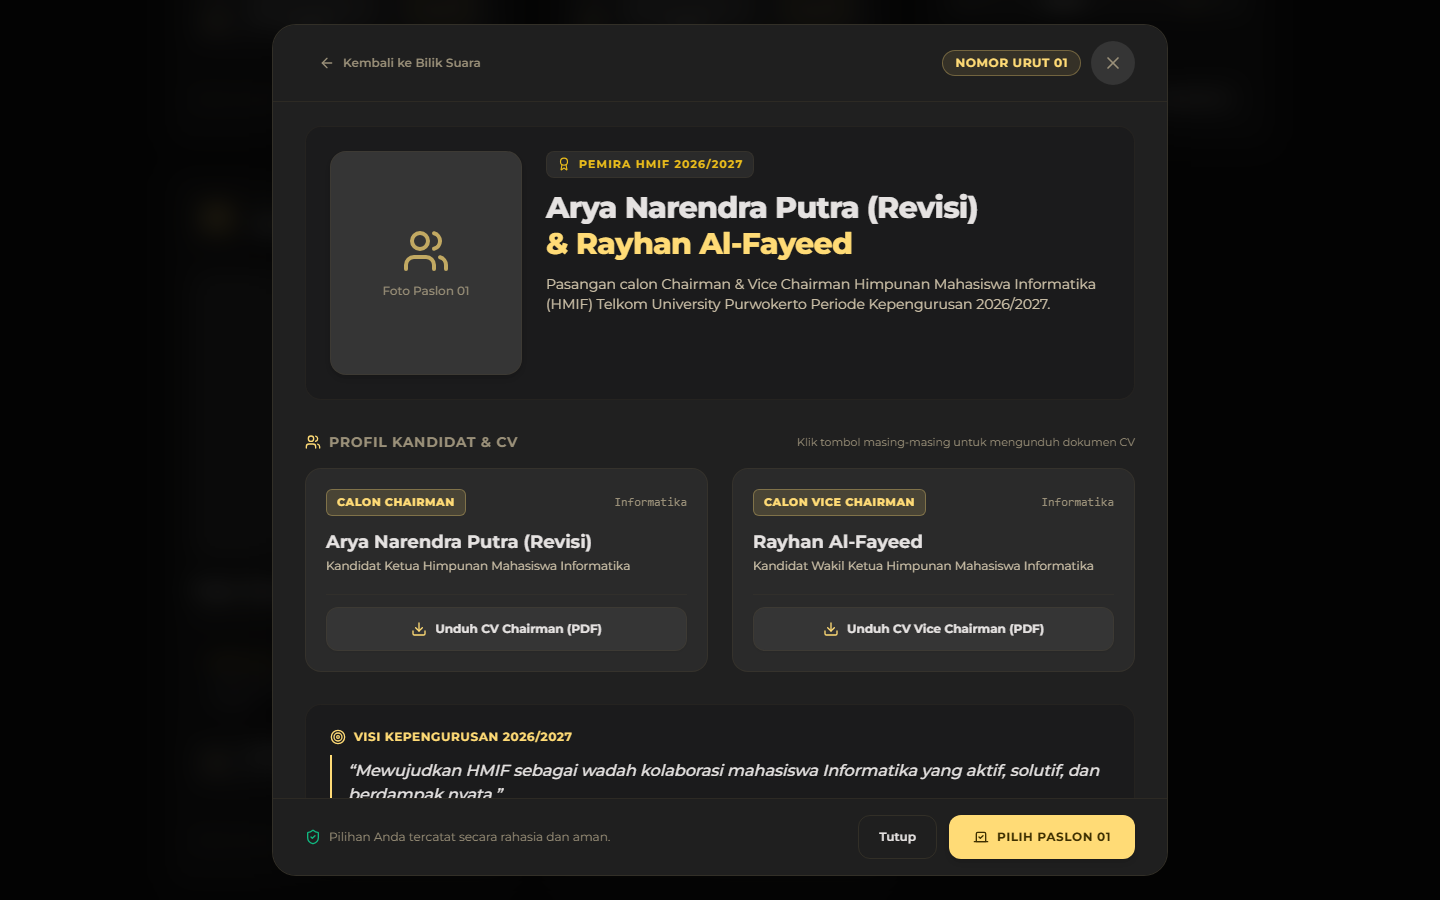 Kembali ke Bilik Suara
NOMOR URUT 01
Foto Paslon 01
PEMIRA HMIF 2026/2027
Arya Narendra Putra (Revisi)
& Rayhan Al-Fayeed
Pasangan calon Chairman & Vice Chairman Himpunan Mahasiswa Informatika
(HMIF) Telkom University Purwokerto Periode Kepengurusan 2026/2027.
PROFIL KANDIDAT & CV
Klik tombol masing-masing untuk mengunduh dokumen CV
CALON CHAIRMAN
Informatika
Arya Narendra Putra (Revisi)
Kandidat Ketua Himpunan Mahasiswa Informatika
Unduh CV Chairman (PDF)
CALON VICE CHAIRMAN
Informatika
Rayhan Al-Fayeed
Kandidat Wakil Ketua Himpunan Mahasiswa Informatika
Unduh CV Vice Chairman (PDF)
VISI KEPENGURUSAN 2026/2027
“Mewujudkan HMIF sebagai wadah kolaborasi mahasiswa Informatika yang aktif, solutif, dan
berdampak nyata.”
Pilihan Anda tercatat secara rahasia dan aman.
Tutup
PILIH PASLON 01